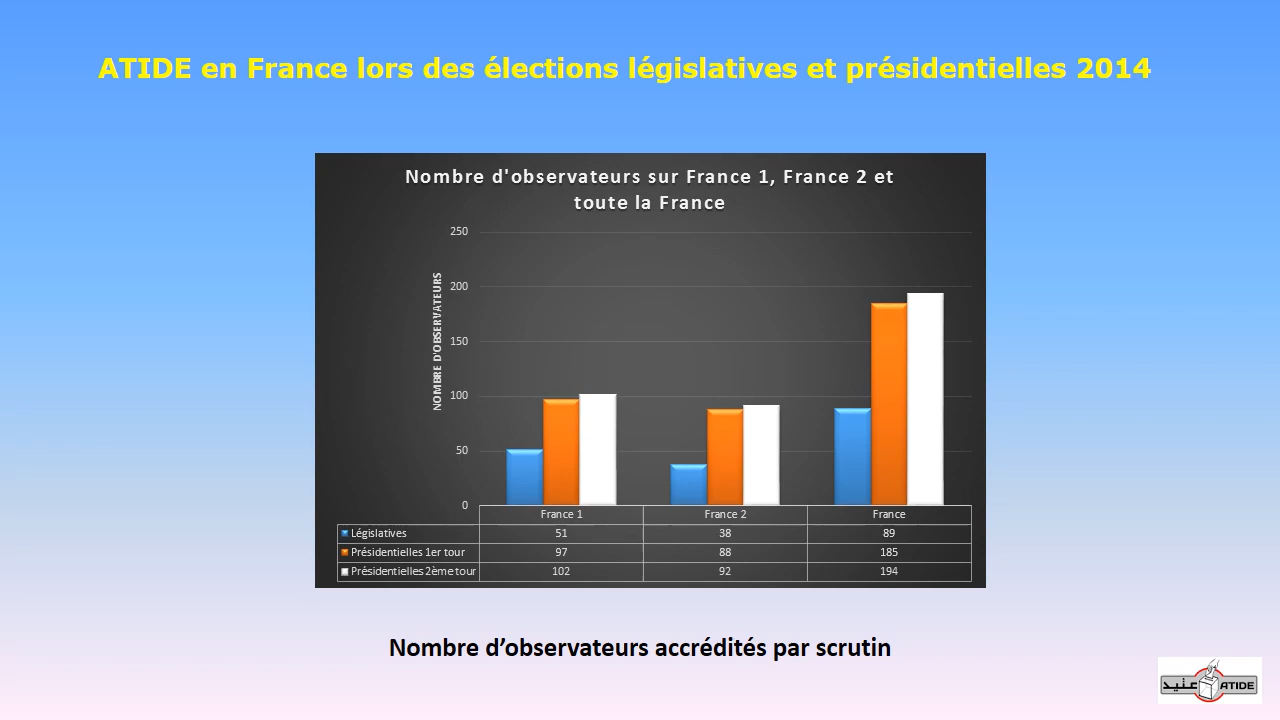 ATIDE en France lors des élections législatives et présidentielles 2014
Nombre d'observateurs sur France 1, France 2 et
toute la France
NOMBRE D'OBSERVATEURS
250
200
150
100
50
0
France 1 France 2 France
Législatives 51 38 89
Présidentielles 1er tour 97 88 185
Présidentielles 2ème tour 102 92 194
Nombre d’observateurs accrédités par scrutin
عتيد ATIDE